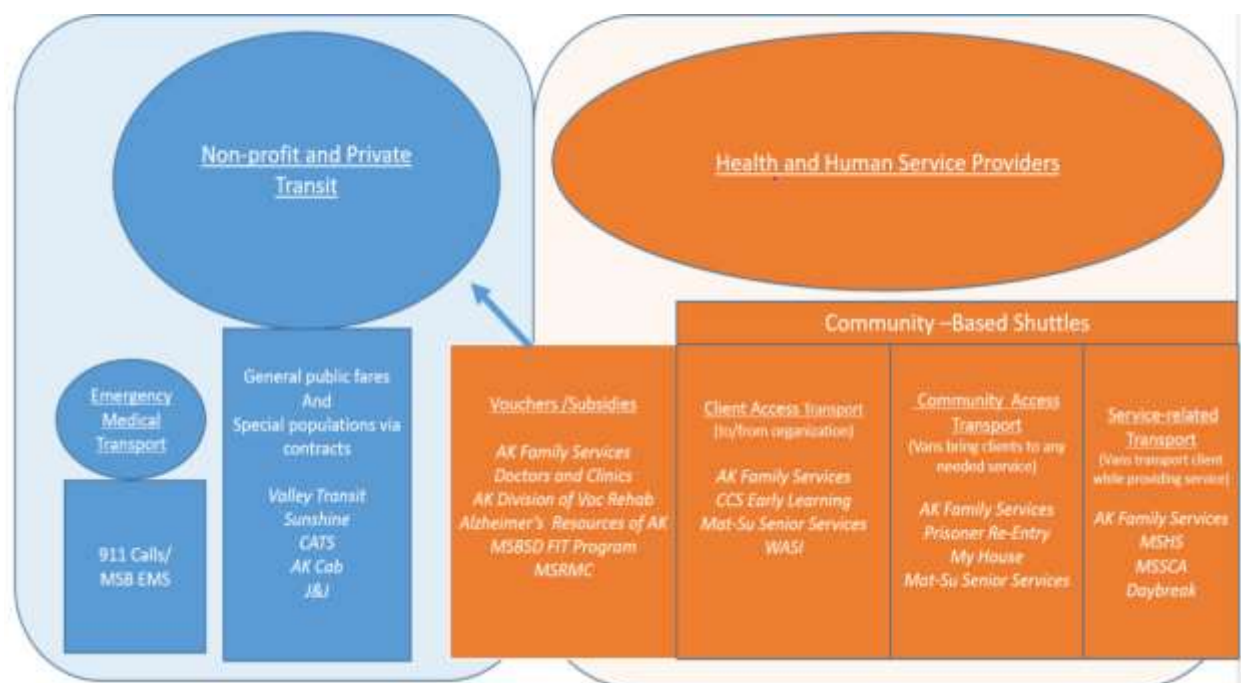 Non-profit and Private
Transit
Health and Human Service Providers
Emergency
Medical
Transport
911 Calls/
MSB EMS
General public fares
And
Special populations via
contracts
Valley Transit
Sunshine
CATS
AK Cab
J&J
Vouchers /Subsidies
AK Family Services
Doctors and Clinics
AK Division of Voc Rehab
Alzheimer's Resources of AK
MSBSD FIT Program
MSRMC
Community –Based Shuttles
Client Access Transport
(to/from organization)
AK Family Services
CCS Early Learning
Mat-Su Senior Services
WASI
Community Access
Transport
(Vans bring clients to any
needed service)
AK Family Services
Prisoner Re-Entry
My House
Mat-Su Senior Services
Service-related
Transport
(Vans transport client
while providing service)
AK Family Services
MSHS
MSSCA
Daybreak